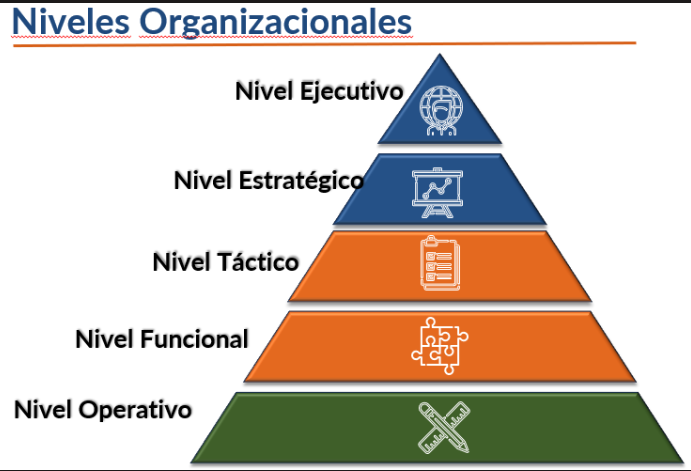 Niveles Organizacionales
Nivel Ejecutivo
Nivel Estratégico
Nivel Táctico
Nivel Funcional
Nivel Operativo